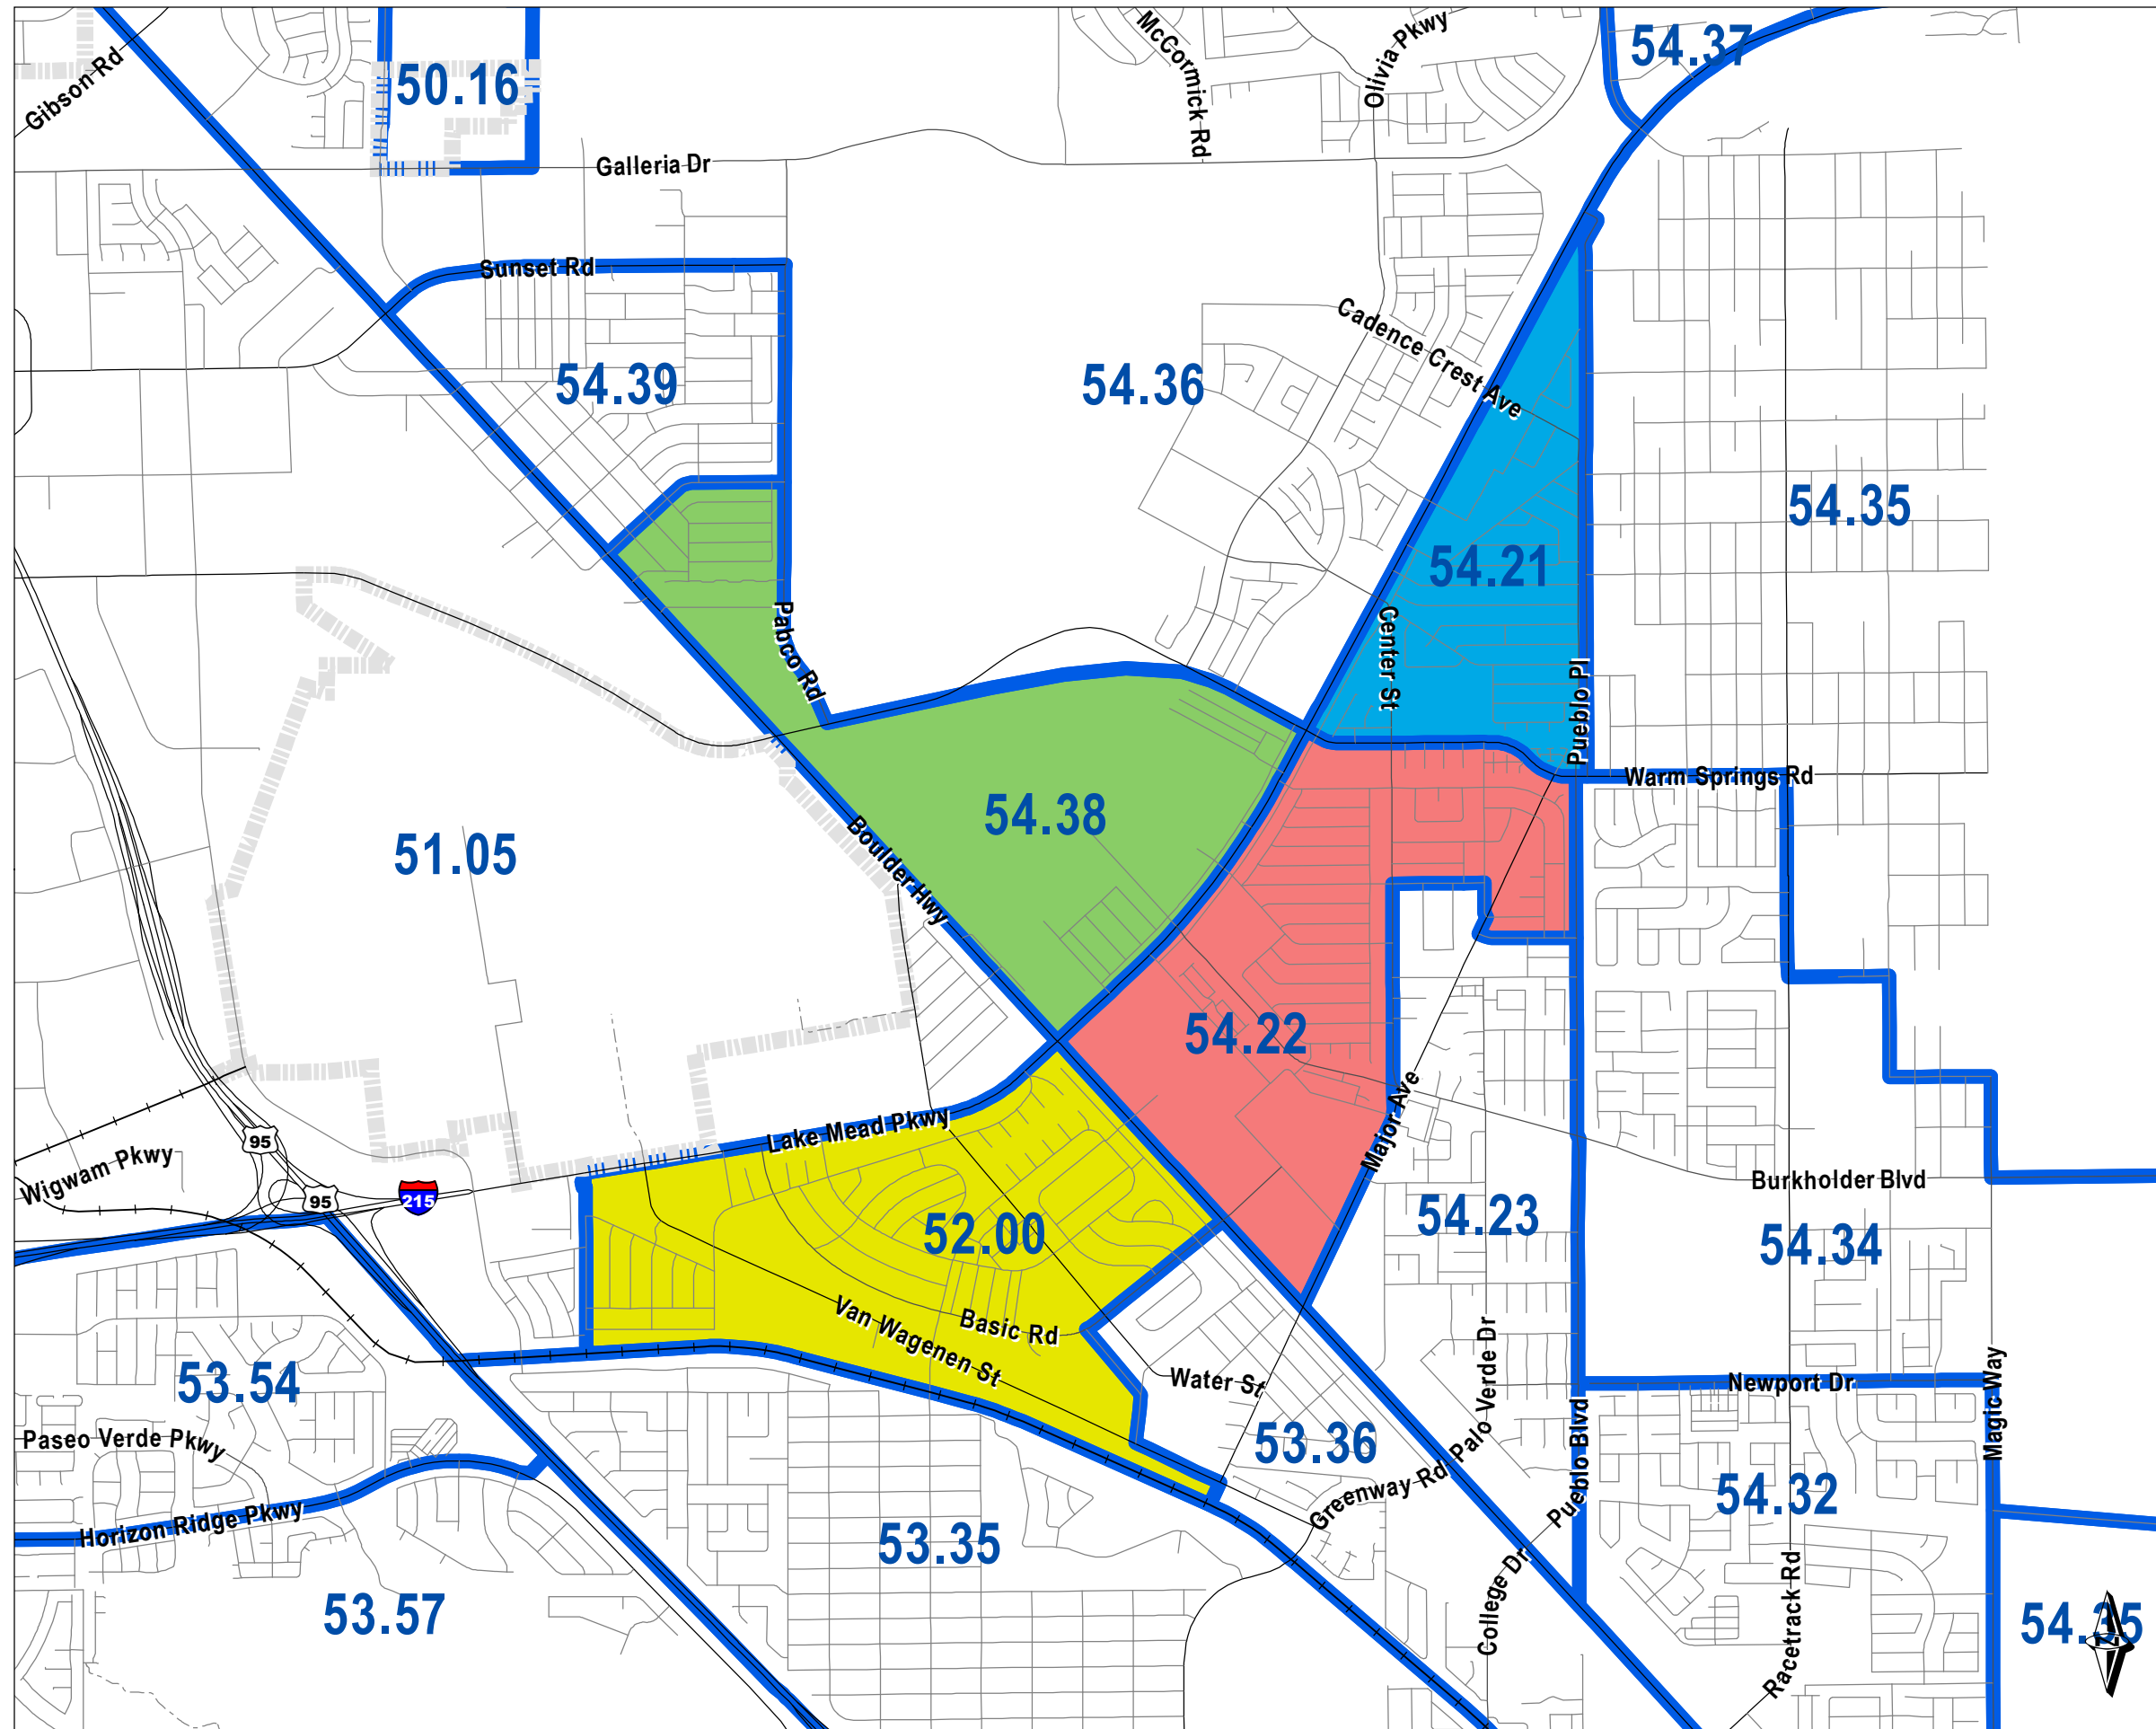 54.37
McCormick Rd
Olivia Pkwy
Gibson Rd
50.16
Galleria Dr
Sunset Rd
Cadence Crest Ave
54.39
54.36
54.35
54.21
Center St
Pabco Rd
Pueblo Pl
Warm Springs Rd
54.38
51.05
Boulder Hwy
54.22
Major Ave
Lake Mead Pkwy
95
Wigwam Pkwy
95
215
Burkholder Blvd
54.23
52.00
54.34
Van Wagenen St
Basic Rd
Water St
Palo Verde Dr
53.54
Newport Dr
Magic Way
Paseo Verde Pkwy
53.36
Greenway Rd
Pueblo Blvd
54.32
Horizon Ridge Pkwy
53.35
College Dr
Racetrack Rd
53.57
54.35